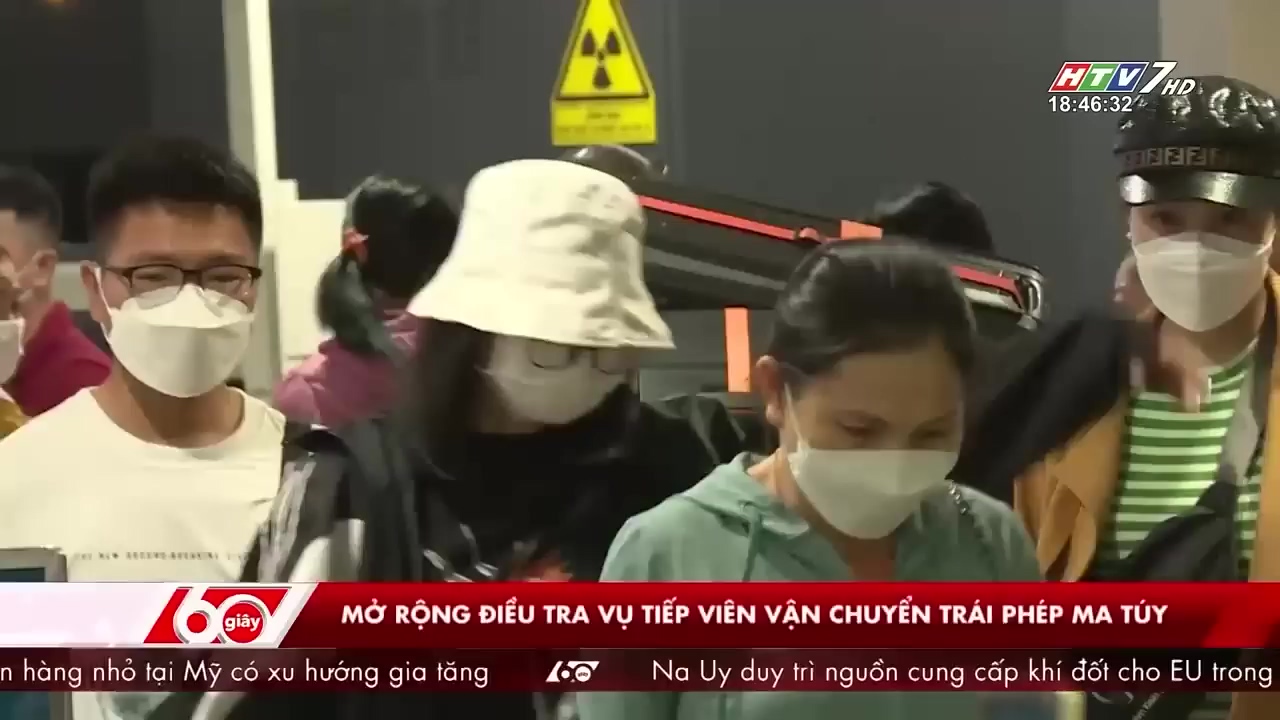 HTV7 HD
18:46:32
60 giây
MỞ RỘNG ĐIỀU TRA VỤ TIẾP VIÊN VẬN CHUYỂN TRÁI PHÉP MA TÚY
n hàng nhỏ tại Mỹ có xu hướng gia tăng
60 giây
Na Uy duy trì nguồn cung cấp khí đốt cho EU trong